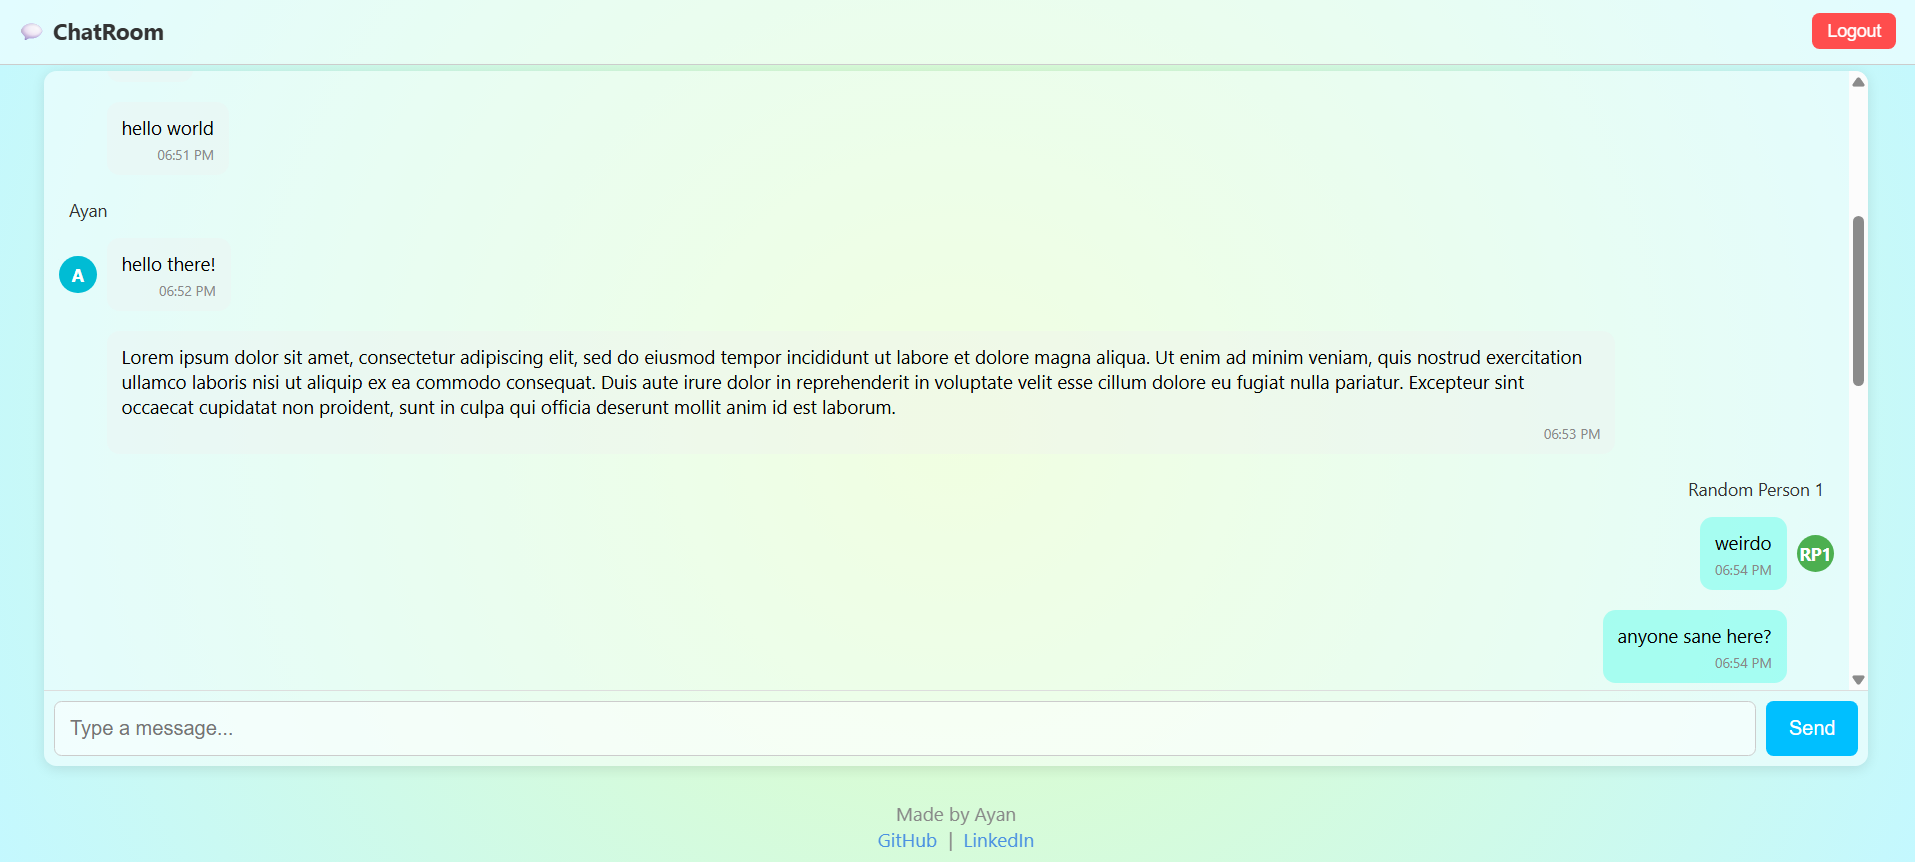 ChatRoom
Logout
hello world
06:51 PM
Ayan
A
hello there!
06:52 PM
Lorem ipsum dolor sit amet, consectetur adipiscing elit, sed do eiusmod tempor incididunt ut labore et dolore magna aliqua. Ut enim ad minim veniam, quis nostrud exercitation
ullamco laboris nisi ut aliquip ex ea commodo consequat. Duis aute irure dolor in reprehenderit in voluptate velit esse cillum dolore eu fugiat nulla pariatur. Excepteur sint
occaecat cupidatat non proident, sunt in culpa qui officia deserunt mollit anim id est laborum.
06:53 PM
Random Person 1
weirdo
RP1
06:54 PM
anyone sane here?
06:54 PM
Type a message...
Send
Made by Ayan
GitHub | LinkedIn